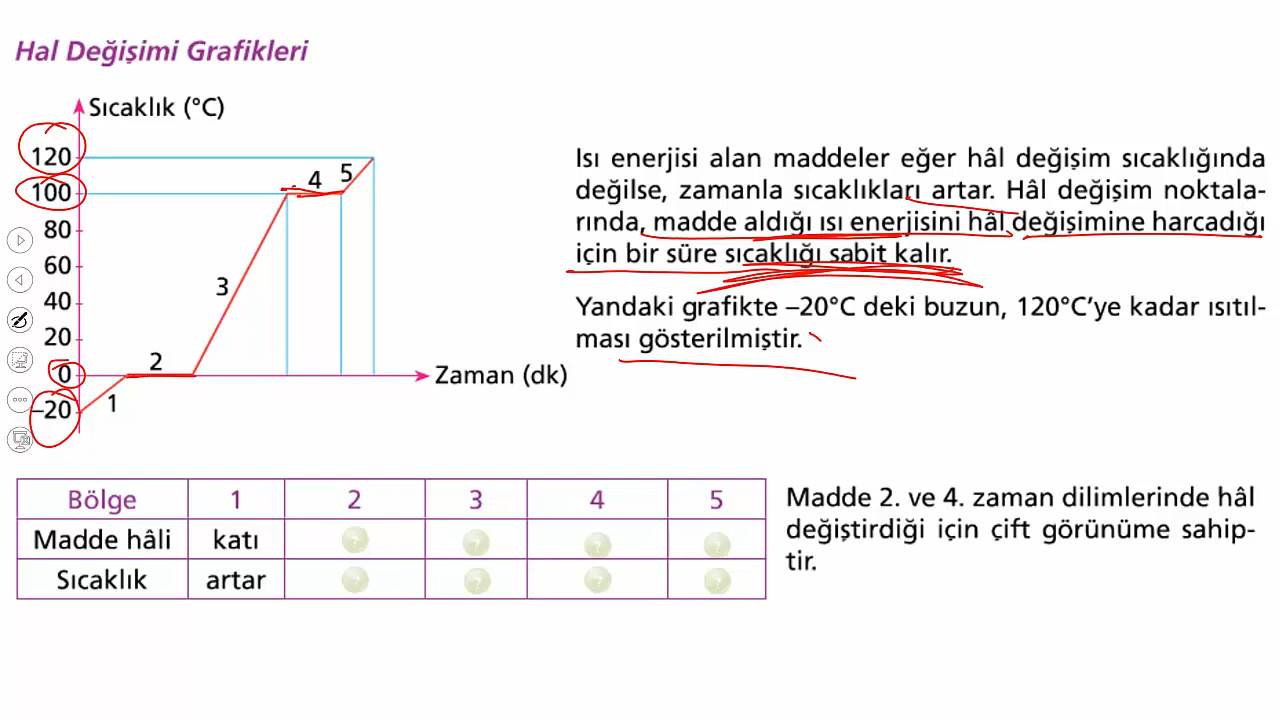 Hal Değişimi Grafikleri
Sıcaklık (°C)
120
100
80
60
40
20
0
–20
1
2
3
4
5
Zaman (dk)
Isı enerjisi alan maddeler eğer hâl değişim sıcaklığında
değilse, zamanla sıcaklıkları artar. Hâl değişim noktala-
rında, madde aldığı ısı enerjisini hâl değişimine harcadığı
için bir süre sıcaklığı sabit kalır.
Yandaki grafikte –20°C deki buzun, 120°C’ye kadar ısıtıl-
ması gösterilmiştir.
Bölge 1 2 3 4 5
Madde hâli katı ? ? ? ?
Sıcaklık artar ? ? ? ?
Madde 2. ve 4. zaman dilimlerinde hâl
değiştirdiği için çift görünüme sahip-
tir.